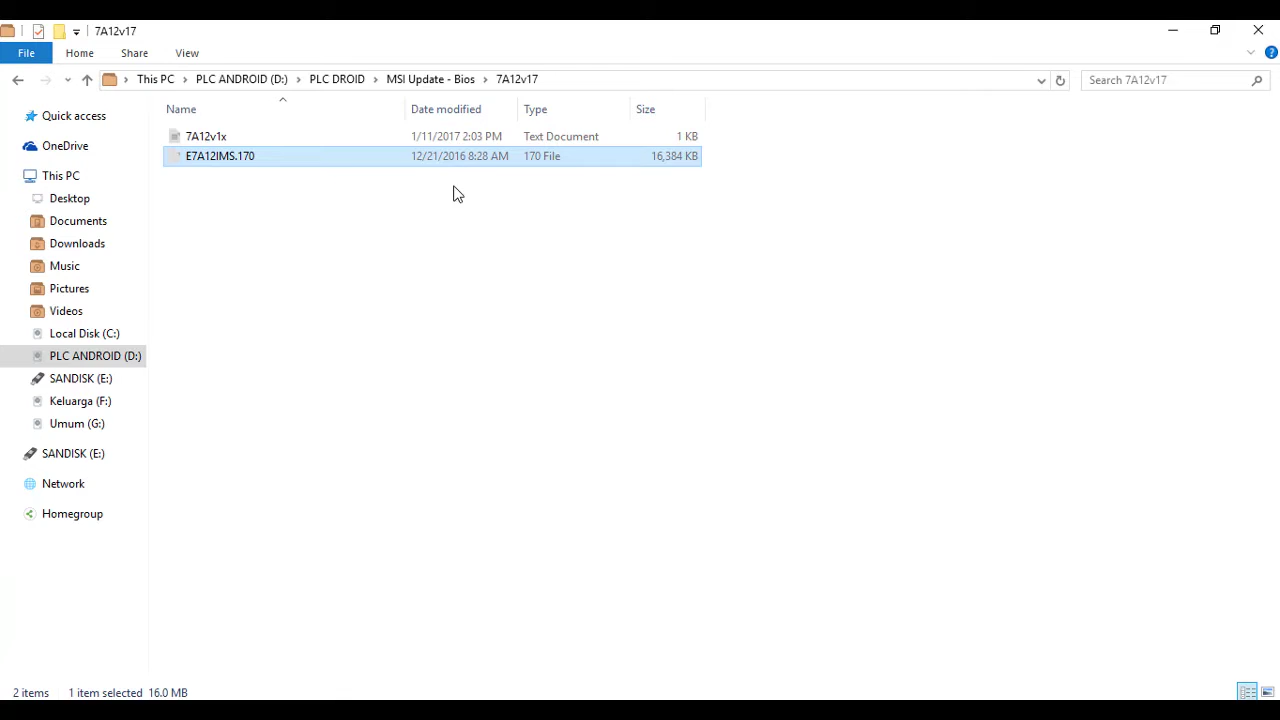 7A12v17
File Home Share View
This PC PLC ANDROID (D:) PLC DROID MSI Update - Bios 7A12v17
Search 7A12v17
Name Date modified Type Size
7A12v1x 1/11/2017 2:03 PM Text Document 1 KB
E7A12IMS.170 12/21/2016 8:28 AM 170 File 16,384 KB
Quick access
OneDrive
This PC
Desktop
Documents
Downloads
Music
Pictures
Videos
Local Disk (C:)
PLC ANDROID (D:)
SANDISK (E:)
Keluarga (F:)
Umum (G:)
SANDISK (E:)
Network
Homegroup
2 items 1 item selected 16.0 MB